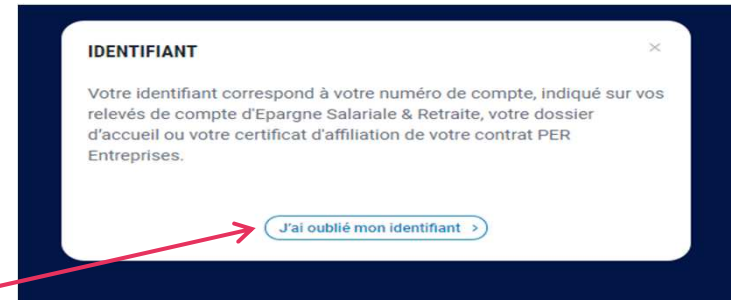 IDENTIFIANT
Votre identifiant correspond à votre numéro de compte, indiqué sur vos
relevés de compte d'Epargne Salariale & Retraite, votre dossier
d'accueil ou votre certificat d'affiliation de votre contrat PER
Entreprises.
J'ai oublié mon identifiant >